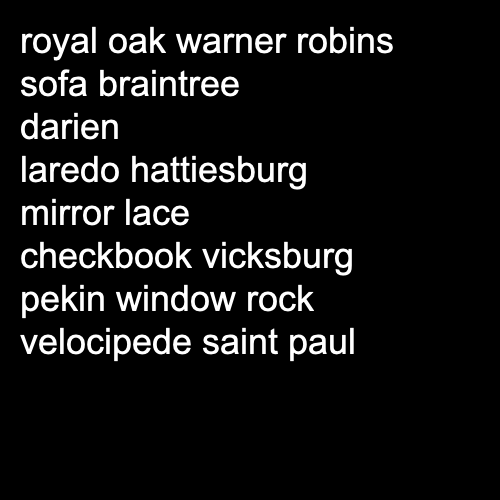 royal oak warner robins
sofa braintree
darien
laredo hattiesburg
mirror lace
checkbook vicksburg
pekin window rock
velocipede saint paul